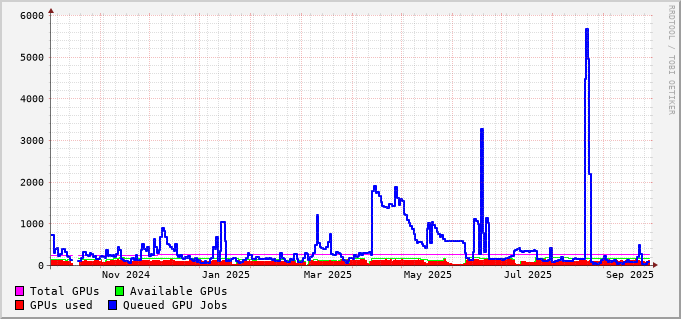 6000
5000
4000
3000
2000
1000
0
Nov 2024 Jan 2025 Mar 2025 May 2025 Jul 2025 Sep 2025
Total GPUs Available GPUs
GPUs used Queued GPU Jobs
RRDTOOL / TOBI OETIKER